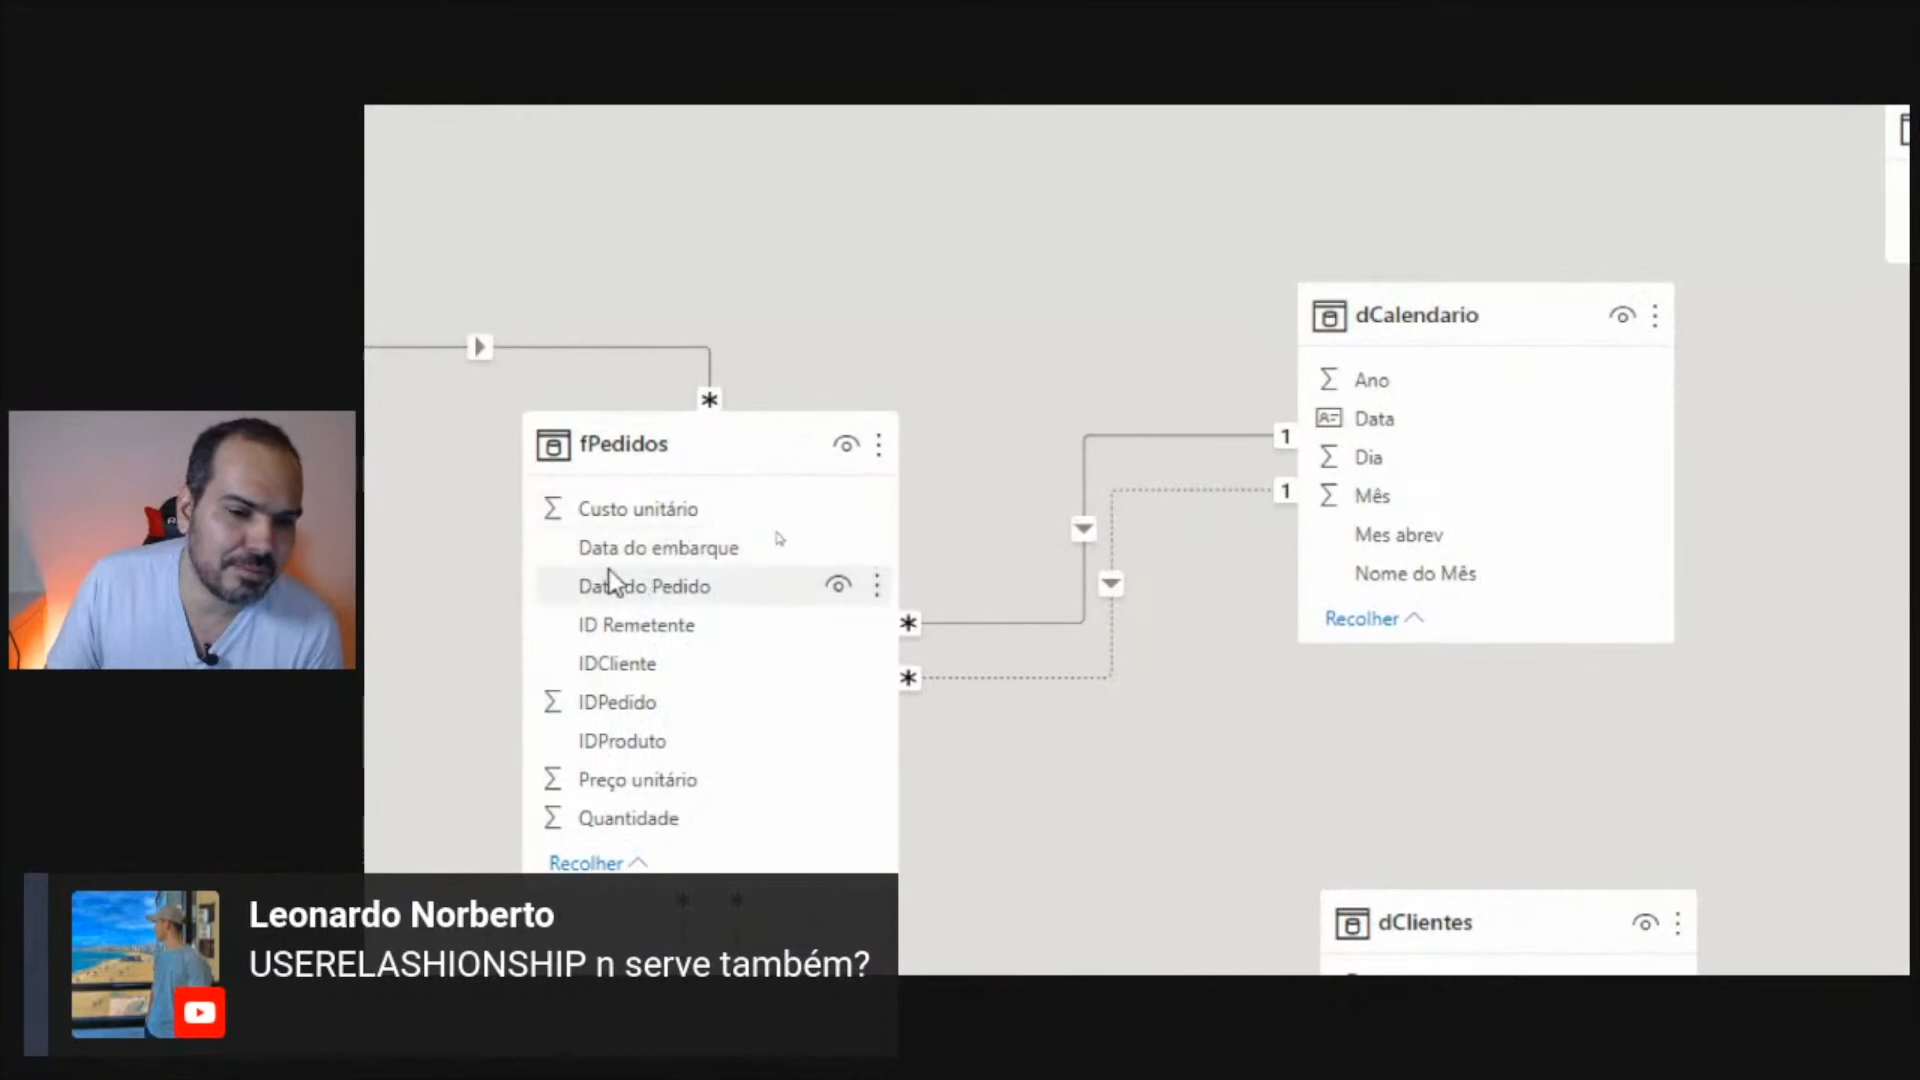 fPedidos
Custo unitário
Data do embarque
Data do Pedido
ID Remetente
IDCliente
IDPedido
IDProduto
Preço unitário
Quantidade
Recolher
dCalendario
Ano
Data
Dia
Mês
Mes abrev
Nome do Mês
Recolher
1
1
*
*
*
dClientes
Leonardo Norberto
USERELASHIONSHIP n serve também?